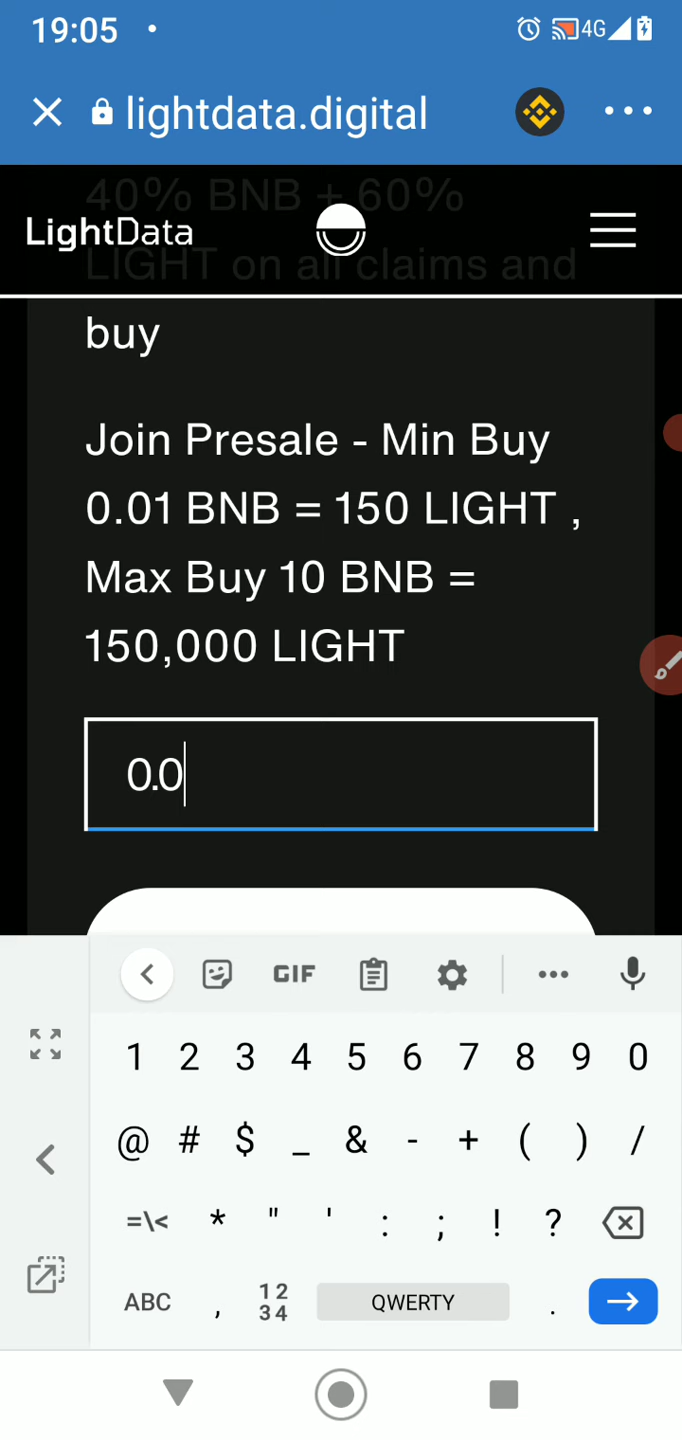 19:05
4G
lightdata.digital
40% BNB + 60%
LightData
LIGHT on all claims and
buy
Join Presale - Min Buy
0.01 BNB = 150 LIGHT ,
Max Buy 10 BNB =
150,000 LIGHT
0.0
GIF
1 2 3 4 5 6 7 8 9 0
@ # $ _ & - + ( ) /
=\< * " ' : ; ! ?
ABC , 12 34 QWERTY .